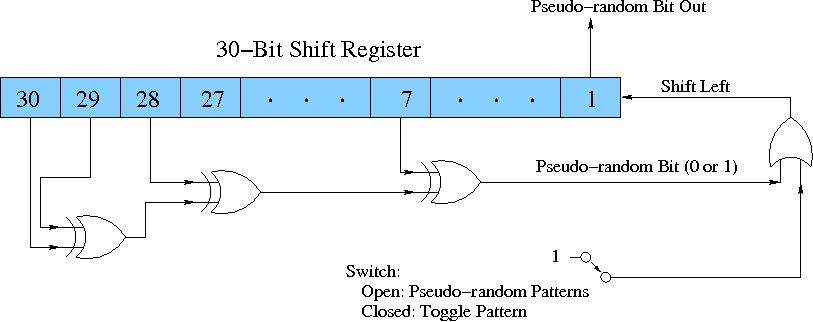 Pseudo-random Bit Out
30-Bit Shift Register
30 29 28 27 . . . 7 . . . 1
Shift Left
Pseudo-random Bit (0 or 1)
1
Switch:
Open: Pseudo-random Patterns
Closed: Toggle Pattern